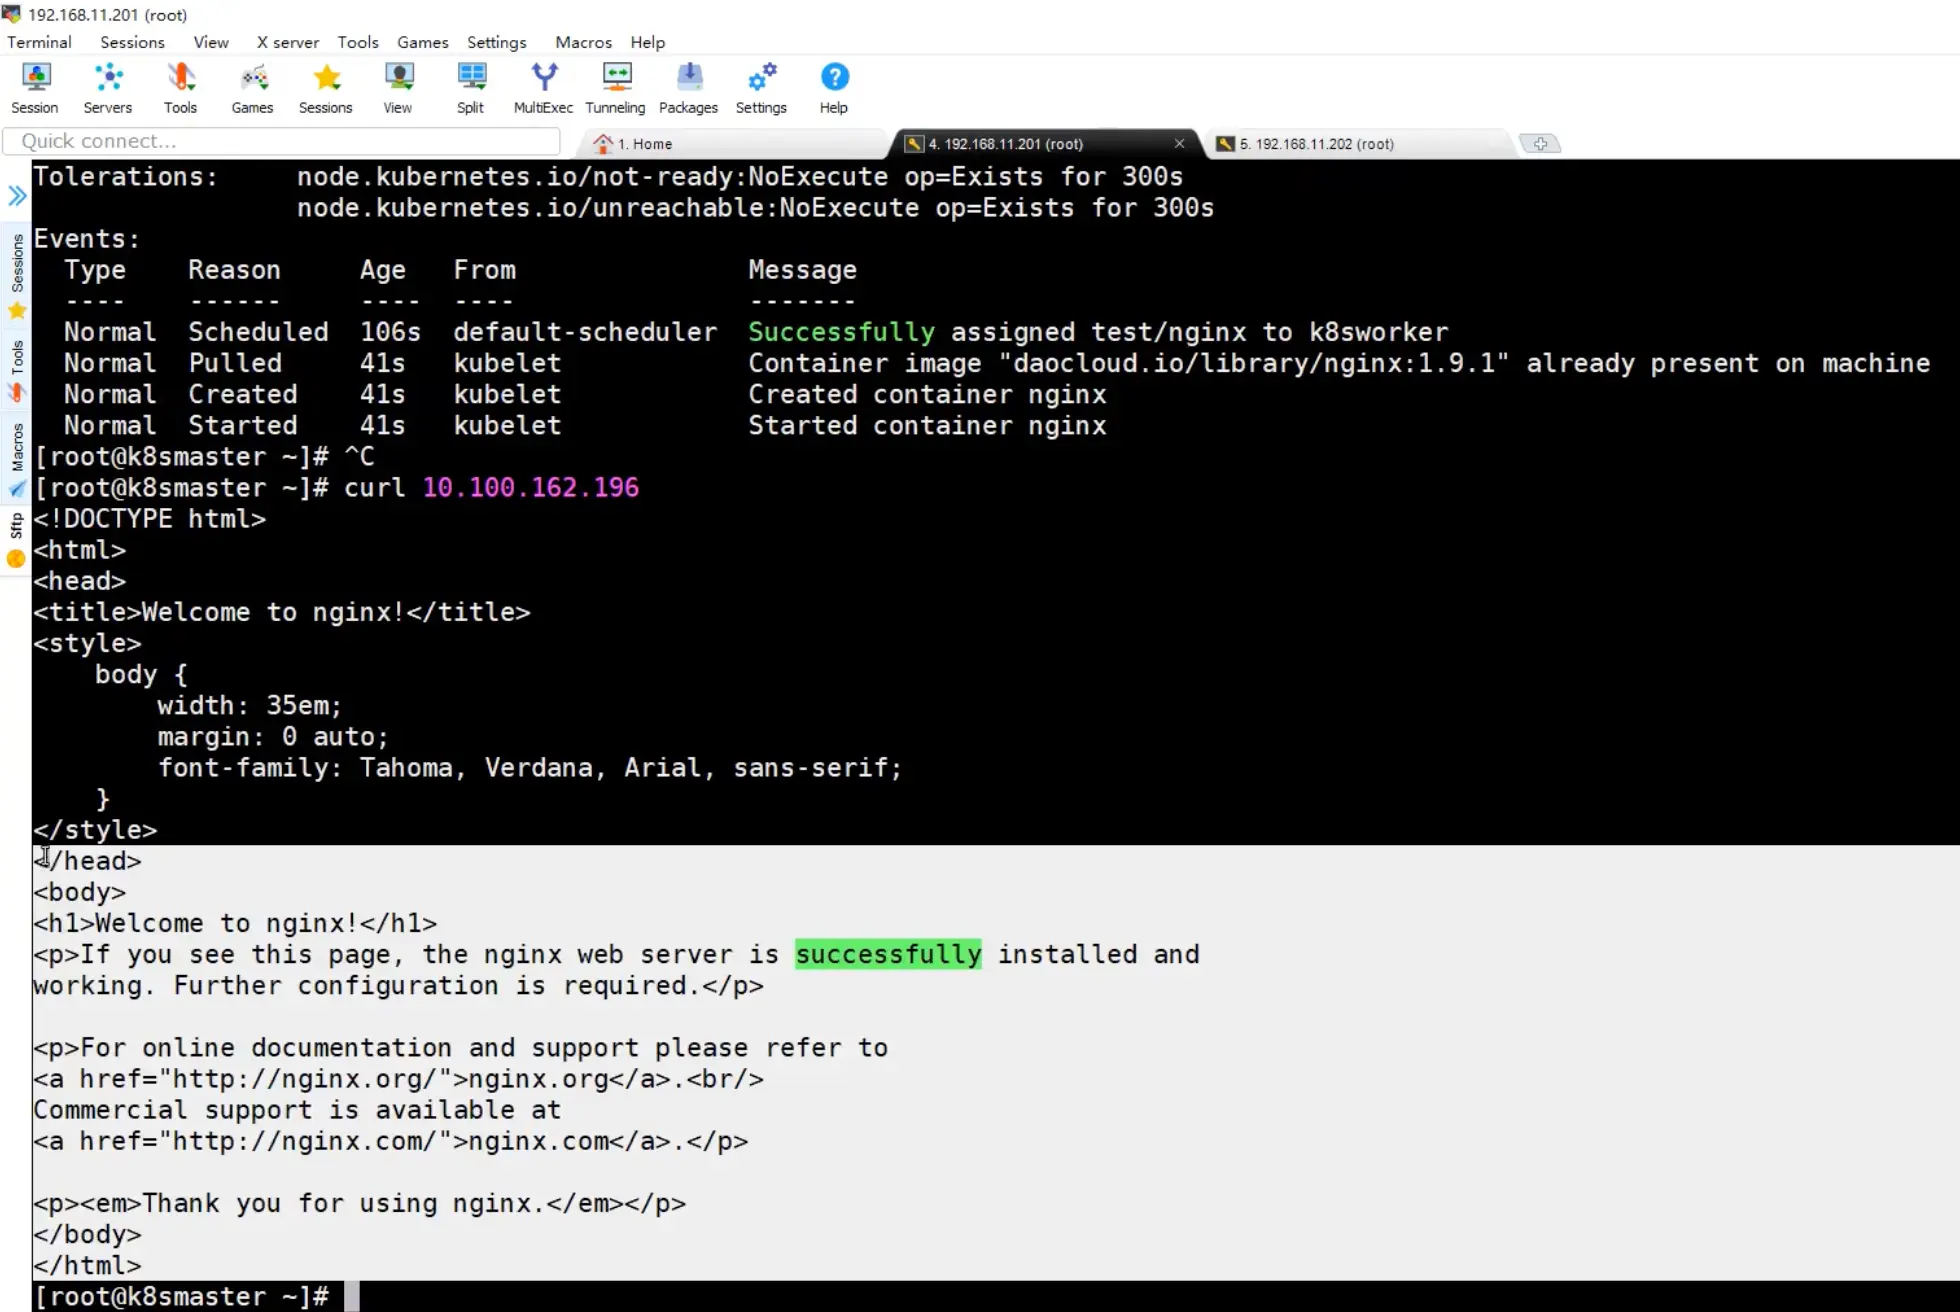 192.168.11.201 (root)
Terminal Sessions View X server Tools Games Settings Macros Help
Session Servers Tools Games Sessions View Split MultiExec Tunneling Packages Settings Help
Quick connect...
1. Home
4. 192.168.11.201 (root)
5. 192.168.11.202 (root)
Sessions
Tools
Macros
Sftp
Tolerations:     node.kubernetes.io/not-ready:NoExecute op=Exists for 300s
                 node.kubernetes.io/unreachable:NoExecute op=Exists for 300s
Events:
  Type    Reason     Age   From               Message
  ----    ------     ----  ----               -------
  Normal  Scheduled  106s  default-scheduler  Successfully assigned test/nginx to k8sworker
  Normal  Pulled     41s   kubelet            Container image "daocloud.io/library/nginx:1.9.1" already present on machine
  Normal  Created    41s   kubelet            Created container nginx
  Normal  Started    41s   kubelet            Started container nginx
[root@k8smaster ~]# ^C
[root@k8smaster ~]# curl 10.100.162.196
<!DOCTYPE html>
<html>
<head>
<title>Welcome to nginx!</title>
<style>
    body {
        width: 35em;
        margin: 0 auto;
        font-family: Tahoma, Verdana, Arial, sans-serif;
    }
</style>
</head>
<body>
<h1>Welcome to nginx!</h1>
<p>If you see this page, the nginx web server is successfully installed and
working. Further configuration is required.</p>

<p>For online documentation and support please refer to
<a href="http://nginx.org/">nginx.org</a>.<br/>
Commercial support is available at
<a href="http://nginx.com/">nginx.com</a>.</p>

<p><em>Thank you for using nginx.</em></p>
</body>
</html>
[root@k8smaster ~]#